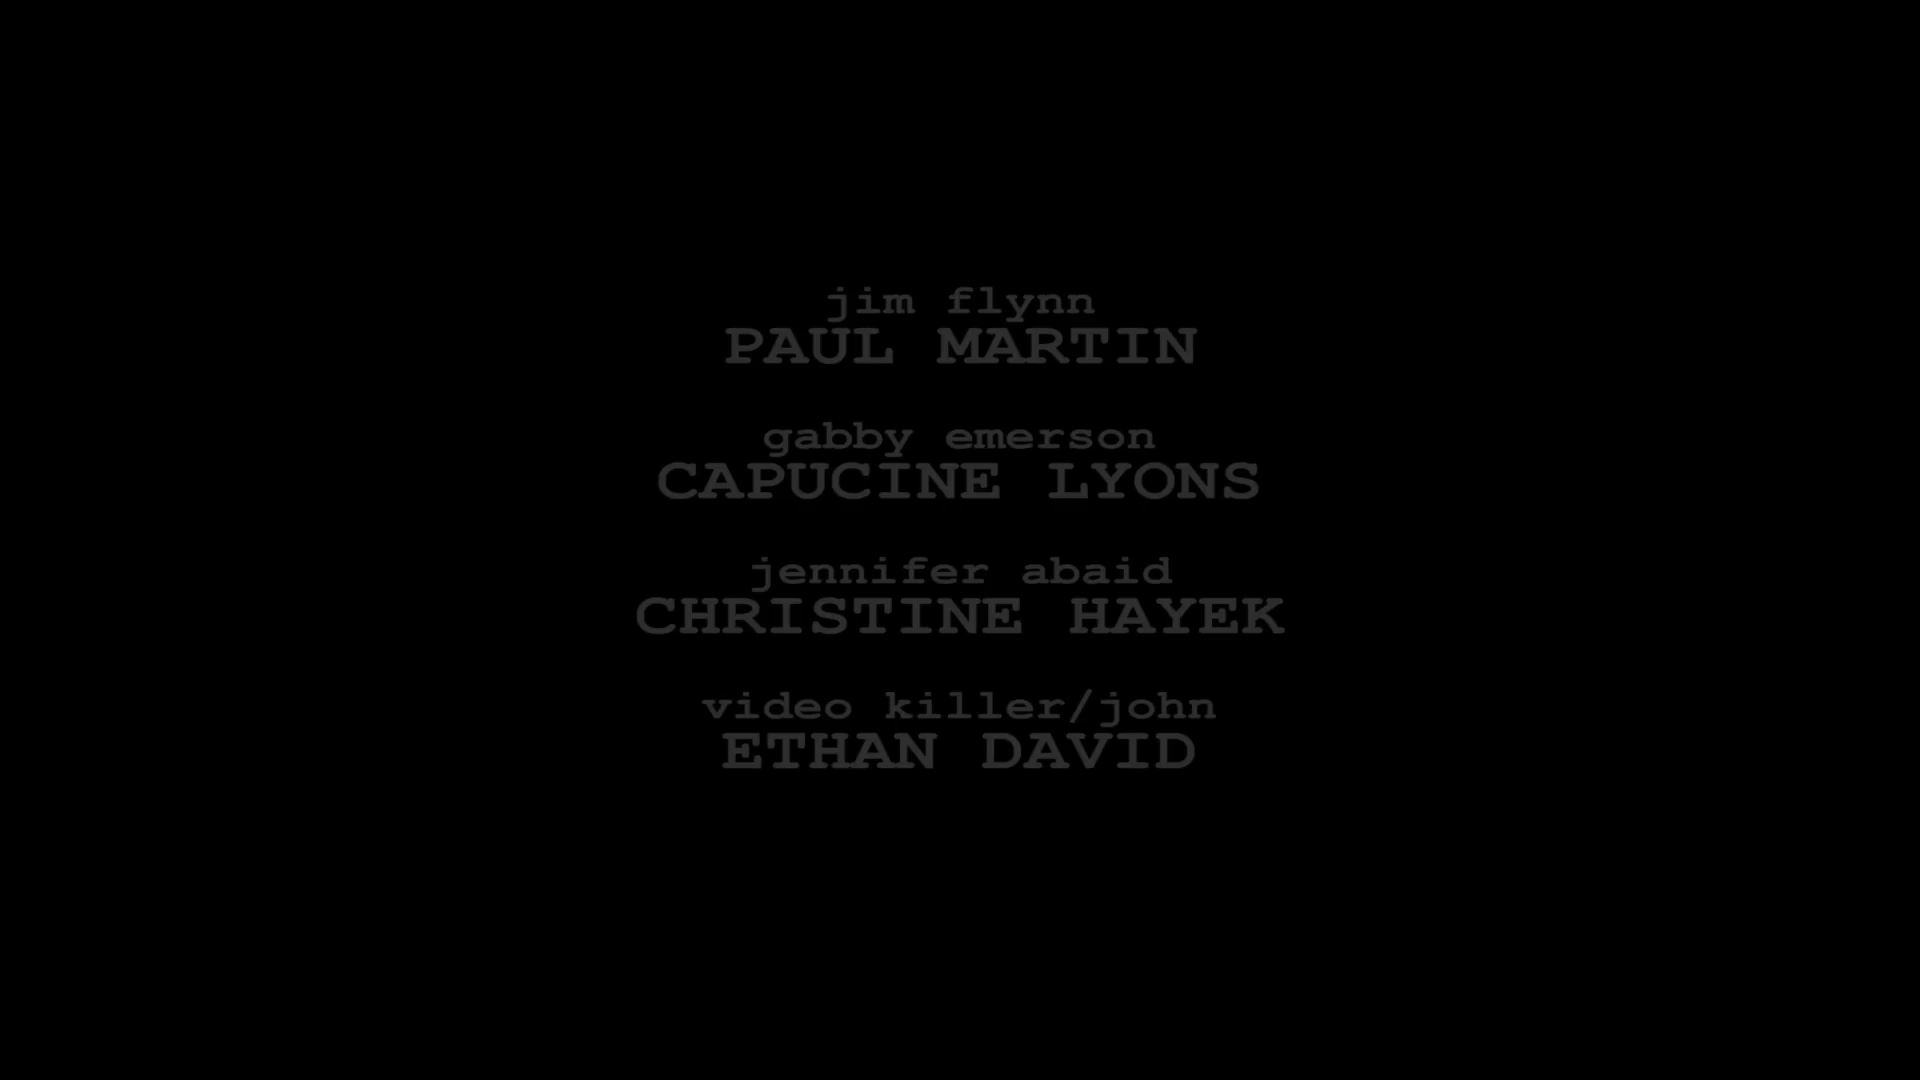 jim flynn
PAUL MARTIN
gabby emerson
CAPUCINE LYONS
jennifer abaid
CHRISTINE HAYEK
video killer/john
ETHAN DAVID